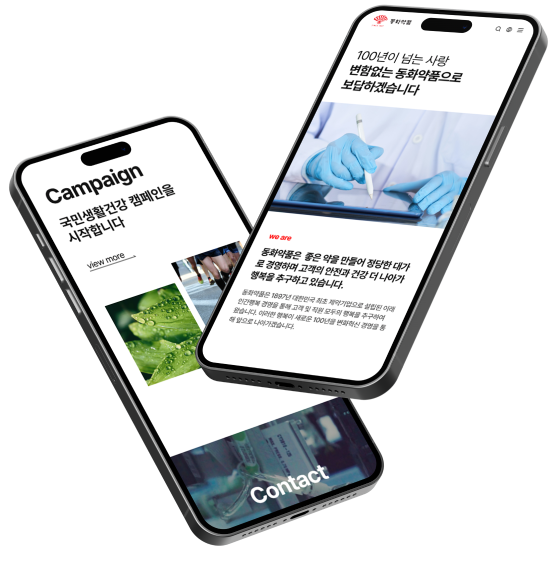 동화약품
100년이 넘는 사랑
변함없는 동화약품으로
보답하겠습니다
we are
동화약품은 좋은 약을 만들어 정당한 대가
로 경영하며 고객의 안전과 건강 더 나아가
행복을 추구하고 있습니다.
동화약품은 1897년 대한민국 최초 제약기업으로 설립된 이래
인간행복 경영을 통해 고객 및 직원 모두의 행복을 추구하여
왔습니다. 이러한 행복이 새로운 100년을 변화혁신 경영을 통
해 앞으로 나아가겠습니다.
Campaign
국민생활건강 캠페인을
시작합니다
view more
Contact